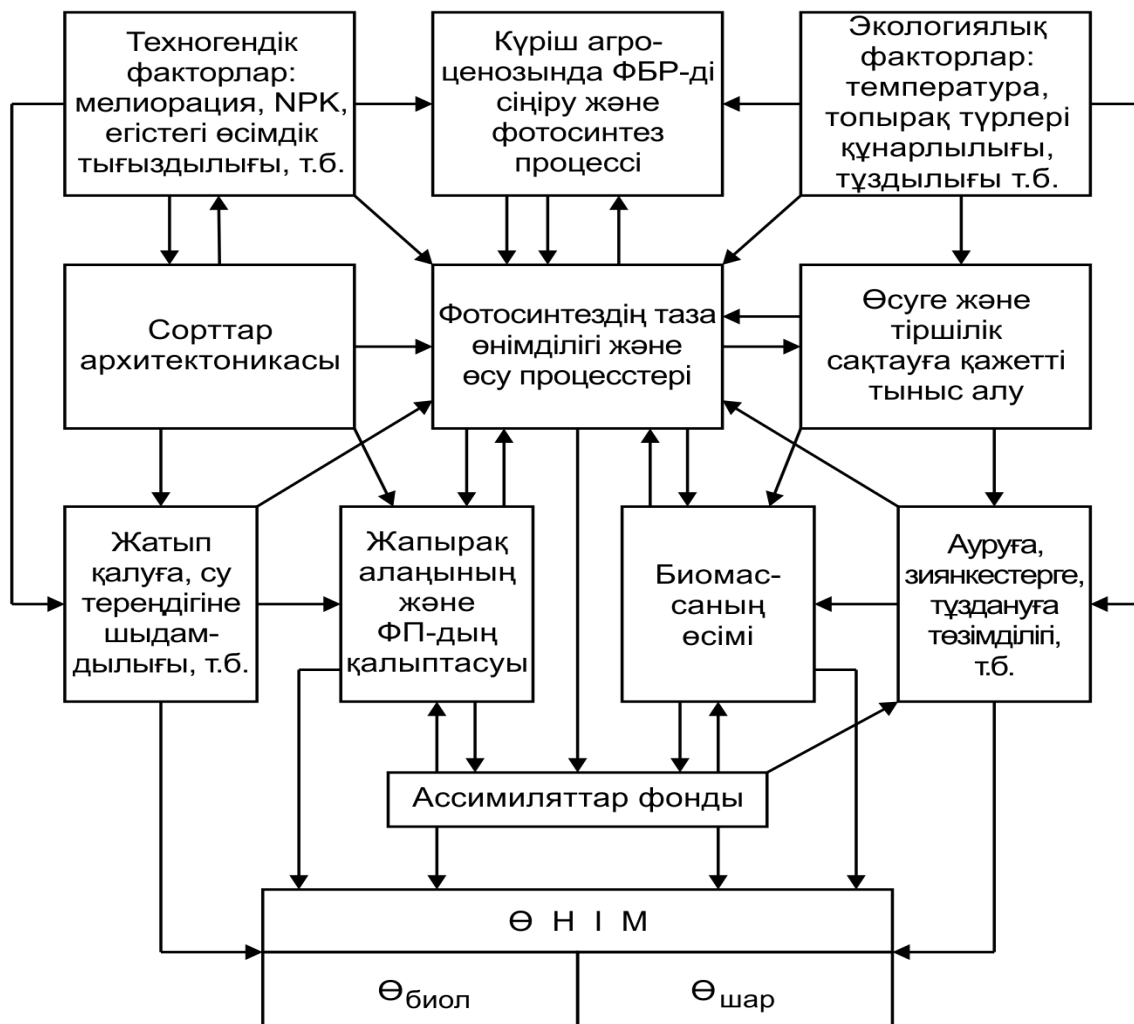 Техногендік
факторлар:
мелиорация, NPK,
егістегі өсімдік
тығыздылығы, т.б.
Күріш агро-
ценозында ФБР-ді
сіңіру және
фотосинтез
процессі
Экологиялық
факторлар:
температура,
топырақ түрлері
құнарлылығы,
тұздылығы т.б.
Сорттар
архитектоникасы
Фотосинтездің таза
өнімділігі және
өсу процесстері
Өсуге және
тіршілік
сақтауға қажетті
тыныс алу
Жатып
қалуға, су
тереңдігіне
шыдам-
дылығы, т.б.
Жапырақ
алаңының
және
ФП-дың
қалыптасуы
Биомас-
саның
өсімі
Ауруға,
зиянкестерге,
тұздануға
төзімділігі,
т.б.
Ассимиляттар фонды
Ө Н І М
Өбиол
Өшар